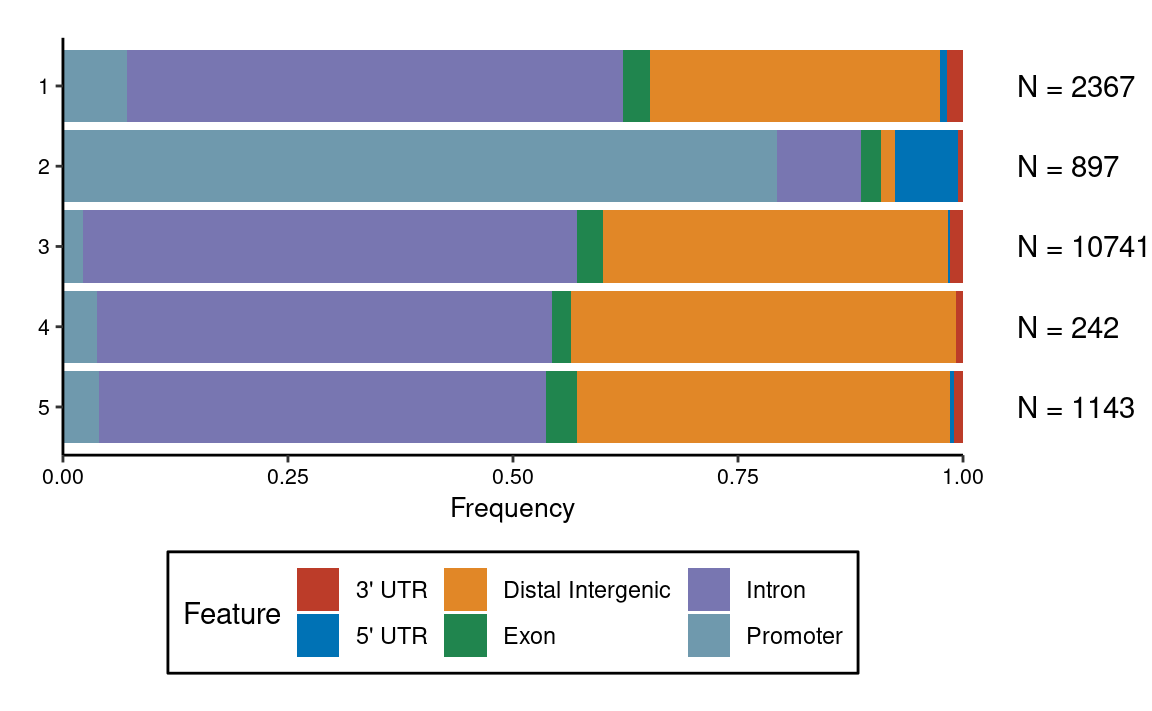 1
N = 2367
2
N = 897
3
N = 10741
4
N = 242
5
N = 1143
0.00 0.25 0.50 0.75 1.00
Frequency
Feature
3' UTR Distal Intergenic Intron
5' UTR Exon Promoter